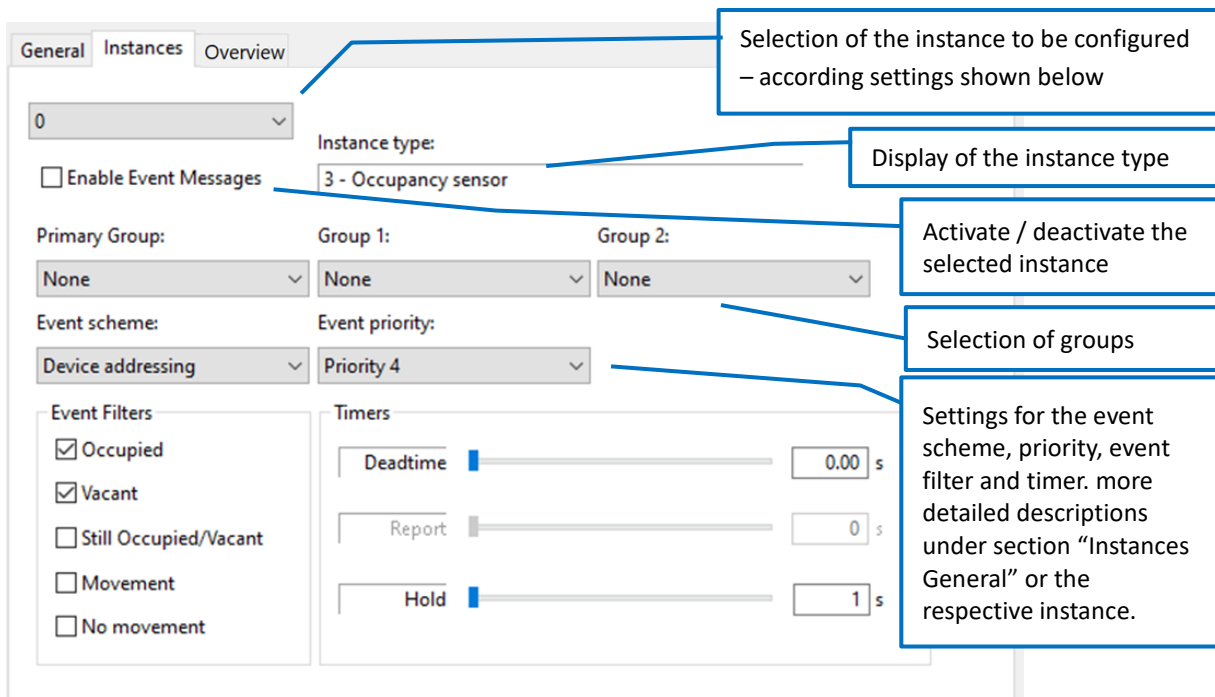 General Instances Overview
Selection of the instance to be configured
– according settings shown below
0
Instance type:
Display of the instance type
Enable Event Messages
3 - Occupancy sensor
Activate / deactivate the
selected instance
Primary Group: Group 1: Group 2:
None None None
Selection of groups
Event scheme: Event priority:
Device addressing Priority 4
Settings for the event
scheme, priority, event
filter and timer. more
detailed descriptions
under section “Instances
General” or the
respective instance.
Event Filters
Occupied
Vacant
Still Occupied/Vacant
Movement
No movement
Timers
Deadtime 0.00 s
Report 0 s
Hold 1 s